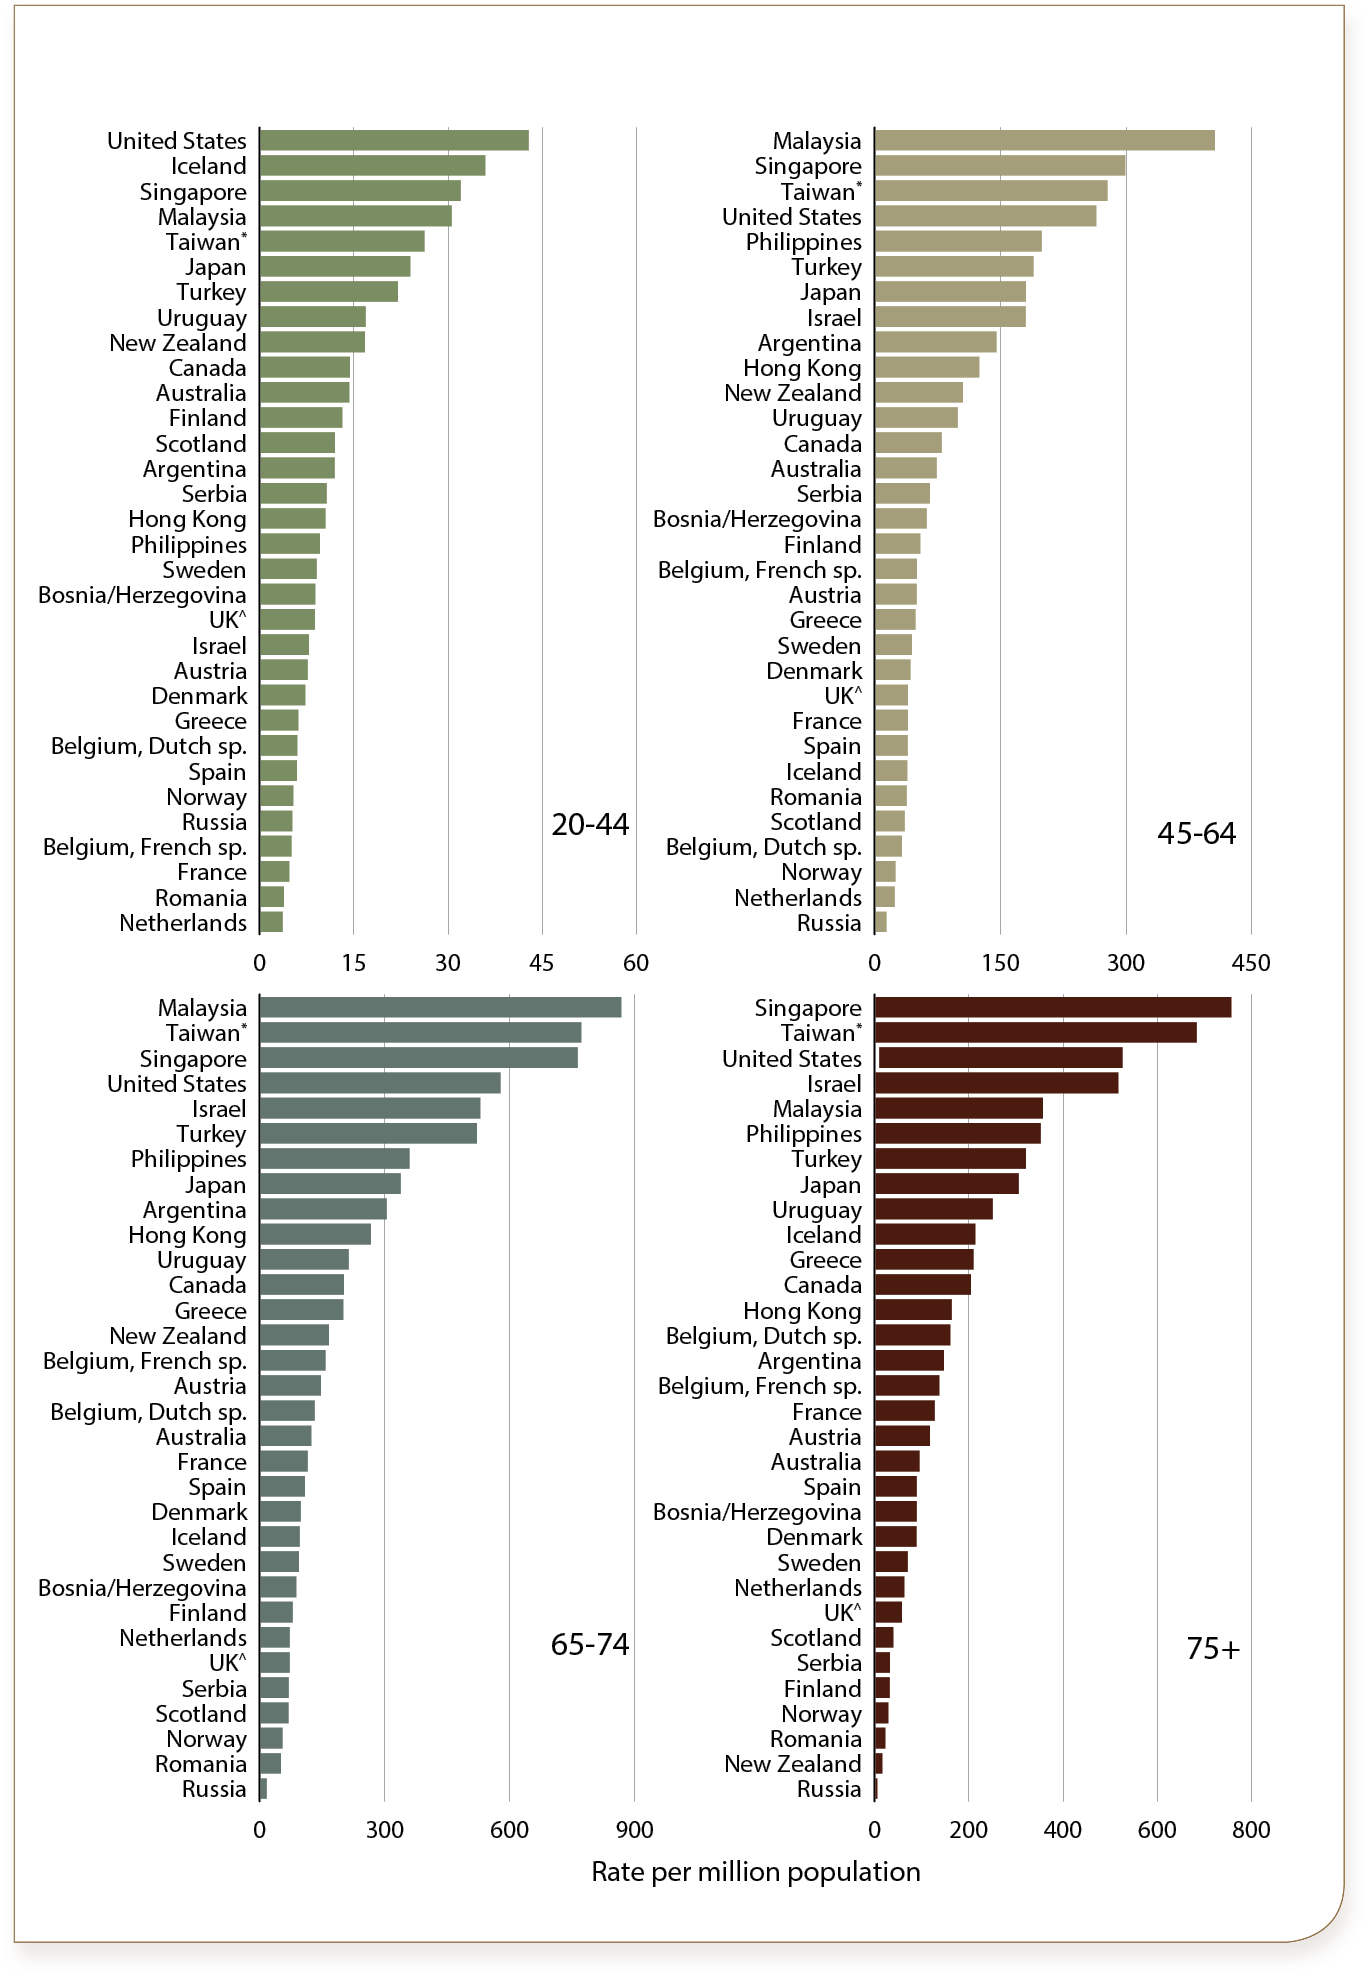 United States
Iceland
Singapore
Malaysia
Taiwan*
Japan
Turkey
Uruguay
New Zealand
Canada
Australia
Finland
Scotland
Argentina
Serbia
Hong Kong
Philippines
Sweden
Bosnia/Herzegovina
UK^
Israel
Austria
Denmark
Greece
Belgium, Dutch sp.
Spain
Norway
Russia
Belgium, French sp.
France
Romania
Netherlands
20-44
0 15 30 45 60
Malaysia
Singapore
Taiwan*
United States
Philippines
Turkey
Japan
Israel
Argentina
Hong Kong
New Zealand
Uruguay
Canada
Australia
Serbia
Bosnia/Herzegovina
Finland
Belgium, French sp.
Austria
Greece
Sweden
Denmark
UK^
France
Spain
Iceland
Romania
Scotland
Belgium, Dutch sp.
Norway
Netherlands
Russia
45-64
0 150 300 450
Malaysia
Taiwan*
Singapore
United States
Israel
Turkey
Philippines
Japan
Argentina
Hong Kong
Uruguay
Canada
Greece
New Zealand
Belgium, French sp.
Austria
Belgium, Dutch sp.
Australia
France
Spain
Denmark
Iceland
Sweden
Bosnia/Herzegovina
Finland
Netherlands
UK^
Serbia
Scotland
Norway
Romania
Russia
65-74
0 300 600 900
Singapore
Taiwan*
United States
Israel
Malaysia
Philippines
Turkey
Japan
Uruguay
Iceland
Greece
Canada
Hong Kong
Belgium, Dutch sp.
Argentina
Belgium, French sp.
France
Austria
Australia
Spain
Bosnia/Herzegovina
Denmark
Sweden
Netherlands
UK^
Scotland
Serbia
Finland
Norway
Romania
New Zealand
Russia
75+
0 200 400 600 800
Rate per million population